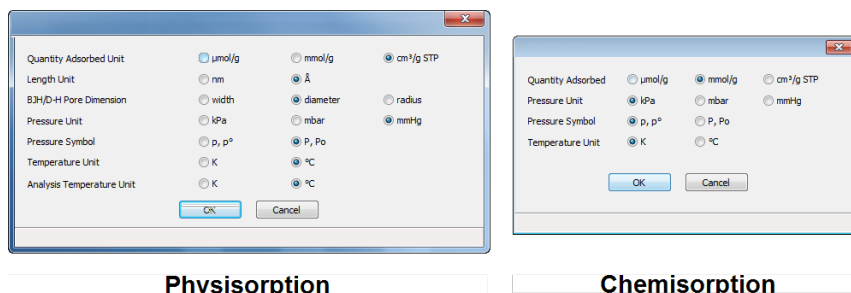 Quantity Adsorbed Unit µmol/g mmol/g cm³/g STP
Length Unit nm Å
BJH/D-H Pore Dimension width diameter radius
Pressure Unit kPa mbar mmHg
Pressure Symbol p, p° P, Po
Temperature Unit K °C
Analysis Temperature Unit K °C
OK Cancel
Physisorption
Quantity Adsorbed µmol/g mmol/g cm³/g STP
Pressure Unit kPa mbar mmHg
Pressure Symbol p, p° P, Po
Temperature Unit K °C
OK Cancel
Chemisorption